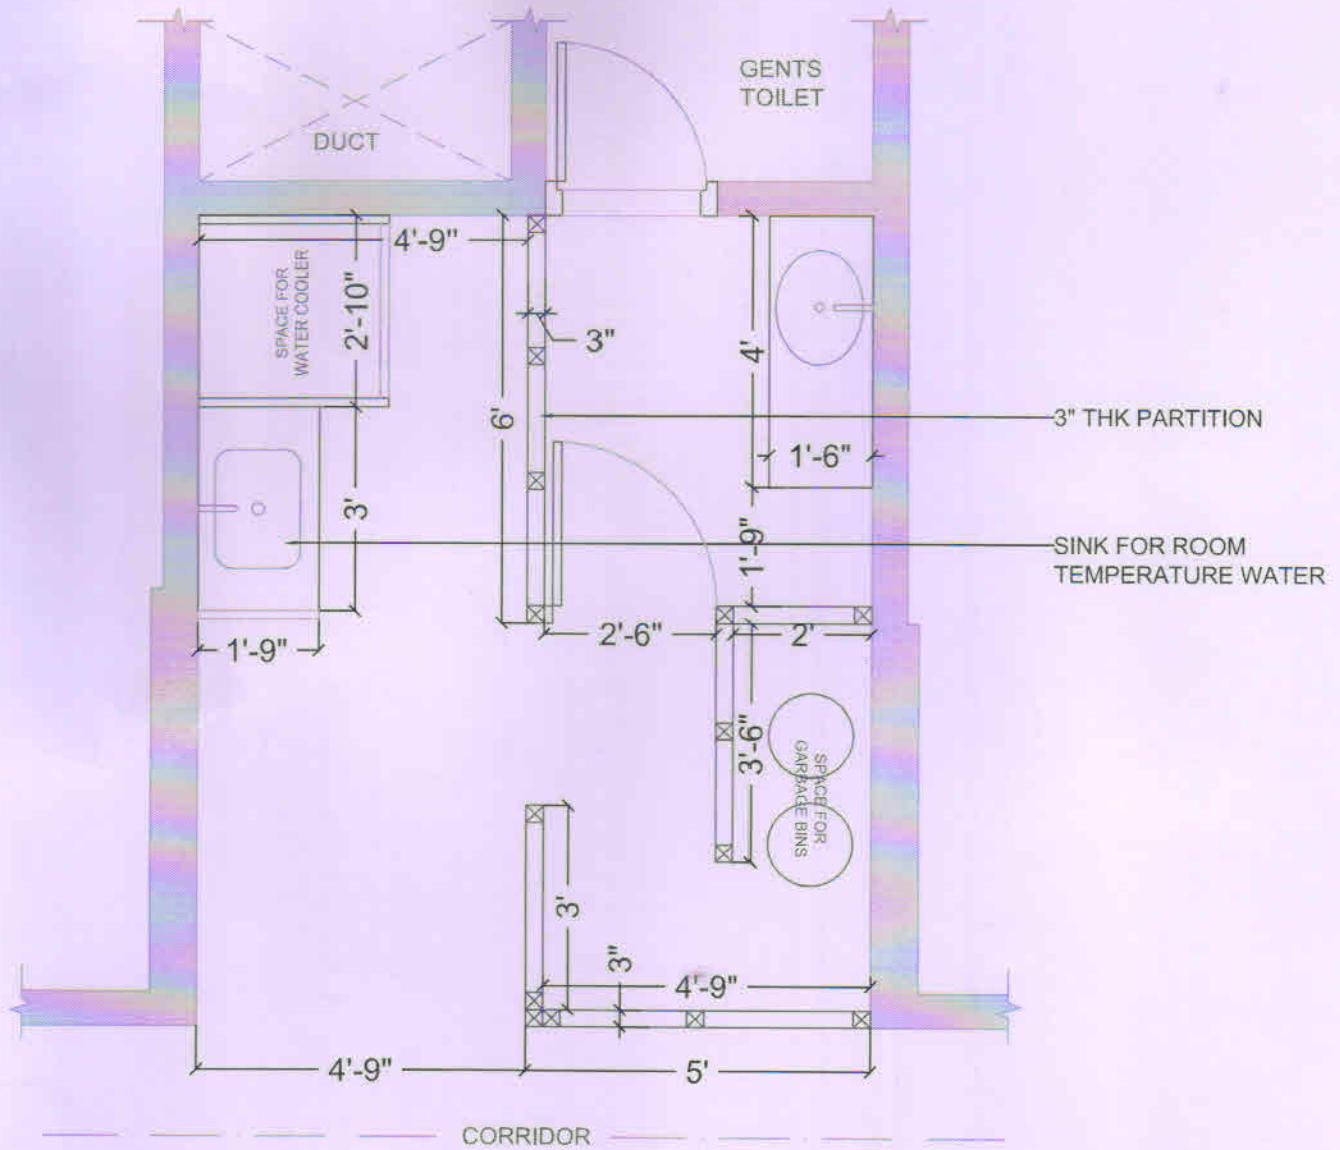 GENTS
TOILET
DUCT
4'-9"
SPACE FOR
WATER COOLER
2'-10"
3"
4'
6'
3" THK PARTITION
1'-6"
3'
1'-9"
SINK FOR ROOM
TEMPERATURE WATER
1'-9"
2'-6"
2'
3'-6"
SPACE FOR
GARBAGE BINS
3'
3"
4'-9"
4'-9"
5'
CORRIDOR